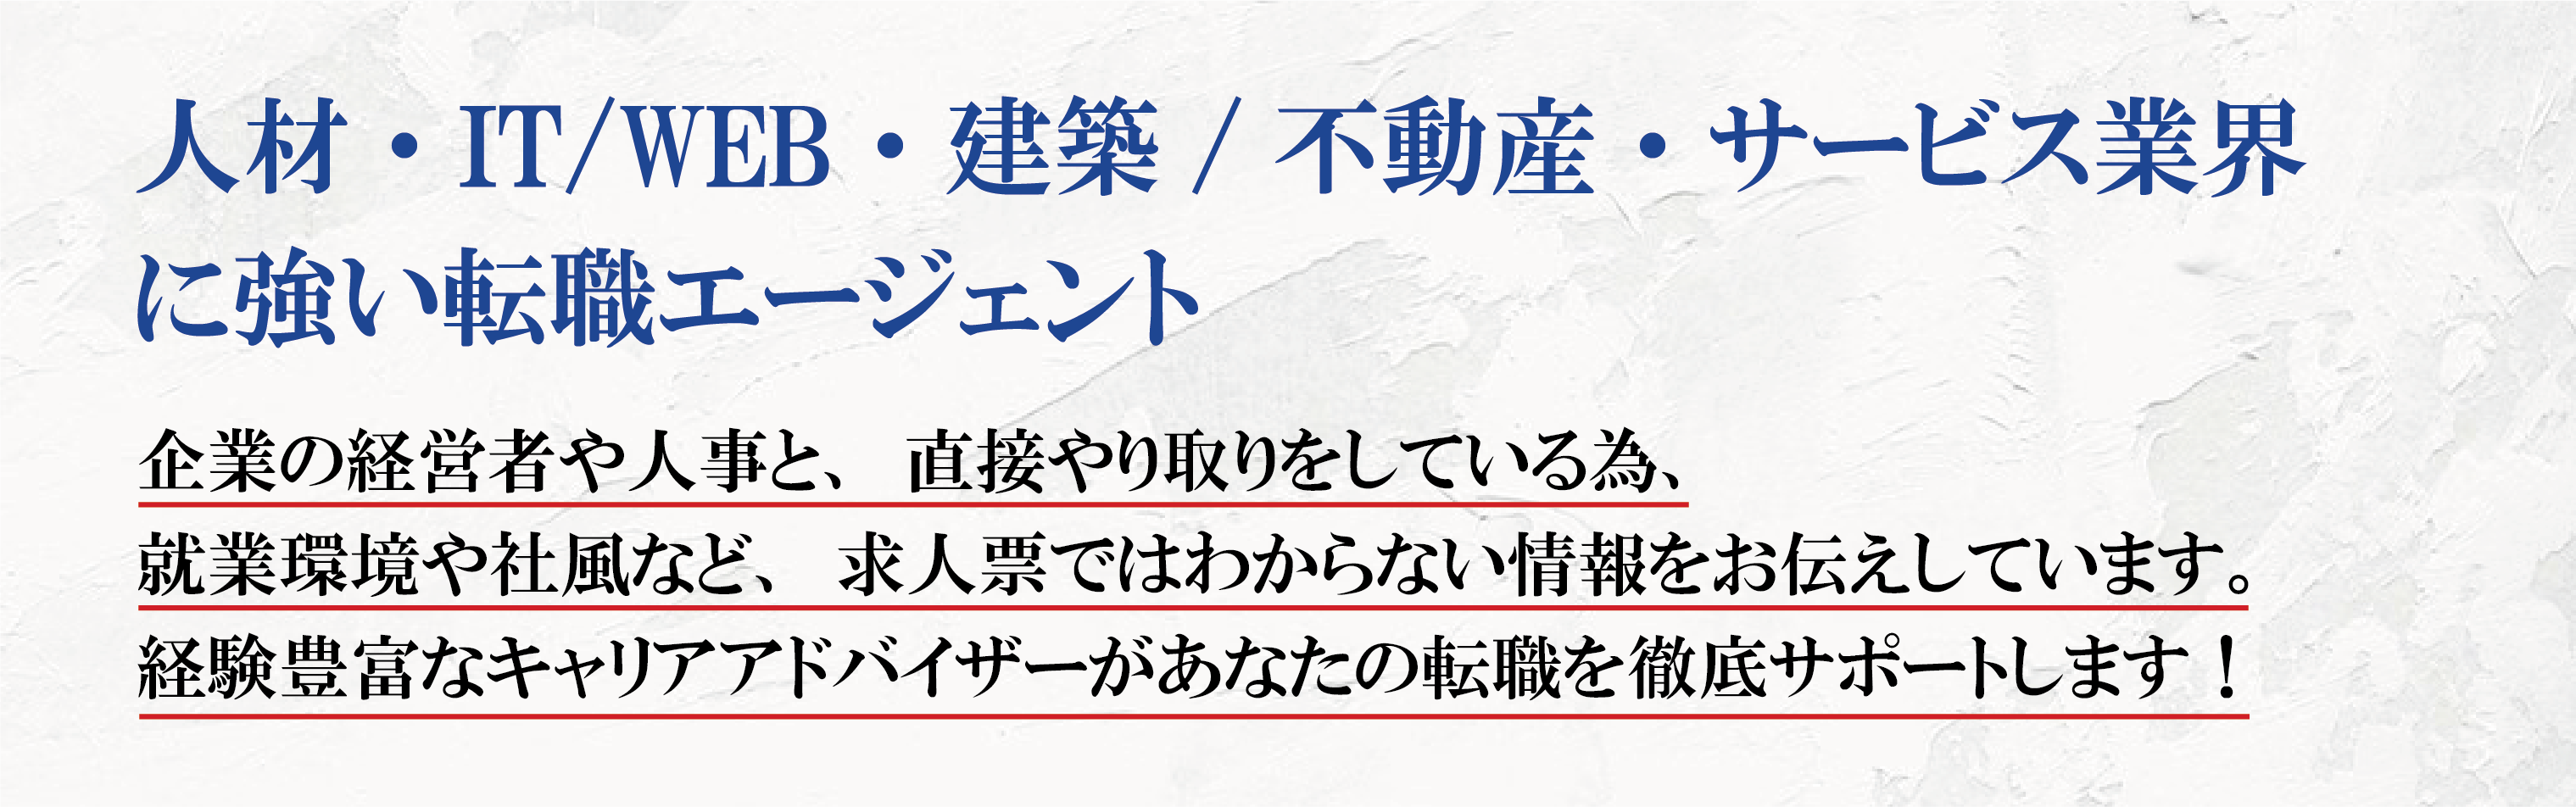 人材・IT/WEB・建築 / 不動産・サービス業界
に強い転職エージェント
企業の経営者や人事と、直接やり取りをしている為、
就業環境や社風など、求人票ではわからない情報をお伝えしています。
経験豊富なキャリアアドバイザーがあなたの転職を徹底サポートします！